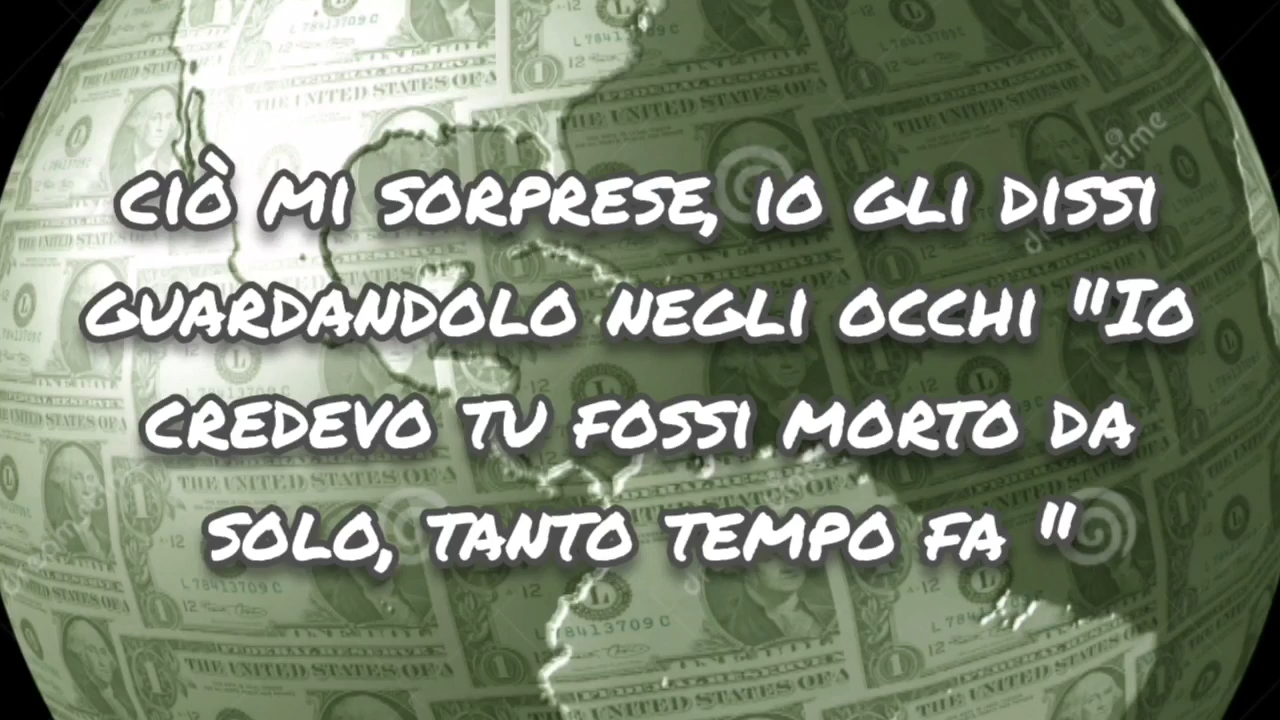 CIÒ MI SORPRESE, IO GLI DISSI
GUARDANDOLO NEGLI OCCHI "IO
CREDEVO TU FOSSI MORTO DA
SOLO, TANTO TEMPO FA "